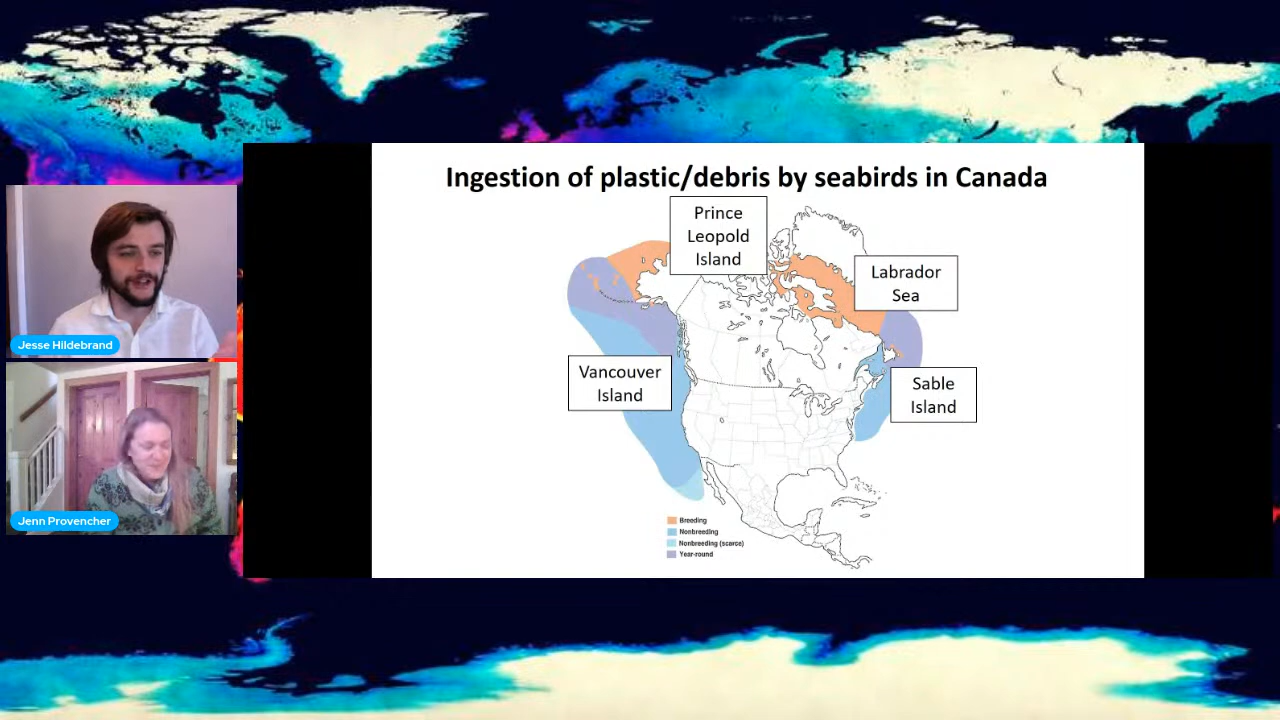 Ingestion of plastic/debris by seabirds in Canada
Prince
Leopold
Island
Labrador
Sea
Jesse Hildebrand
Vancouver
Island
Sable
Island
Jenn Provencher
Breeding
Nonbreeding
Nonbreeding (scarce)
Year-round